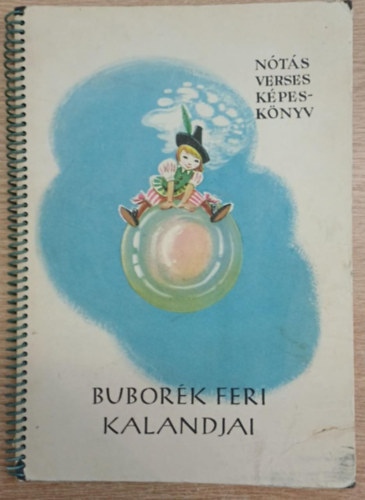 NÓTÁS
VERSES
KÉPES-
KÖNYV
BUBORÉK FERI
KALANDJAI